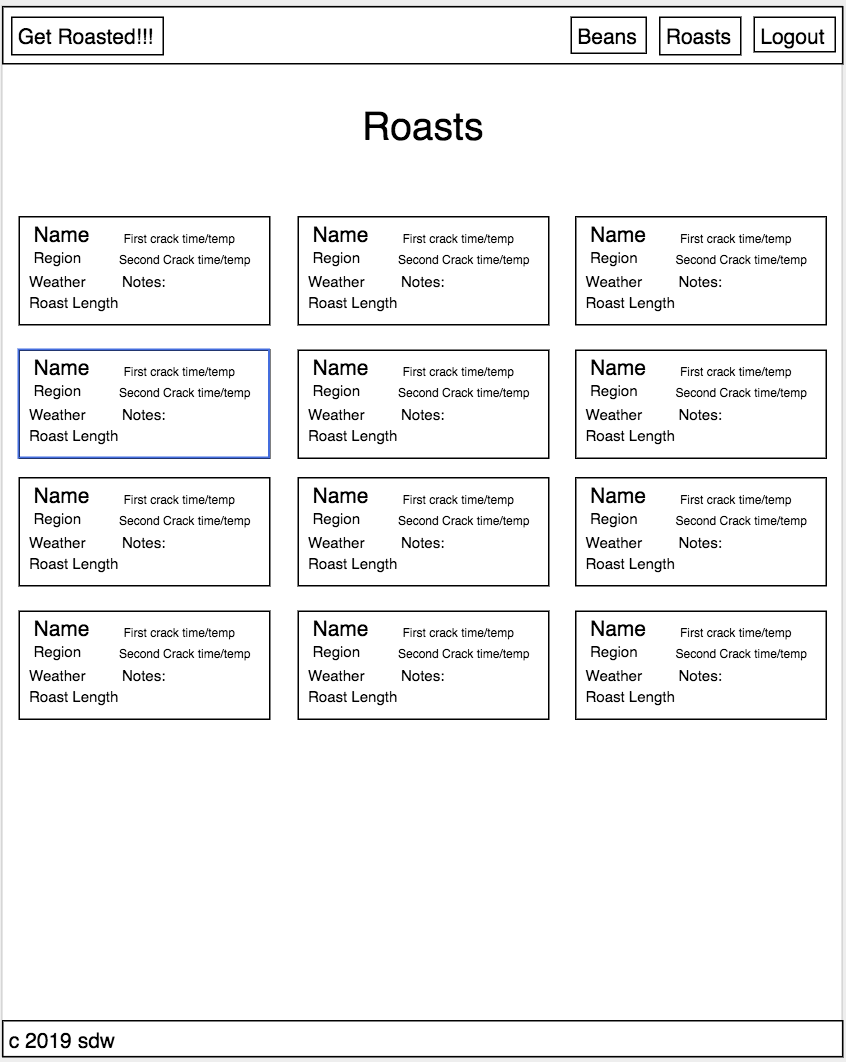 Get Roasted!!! Beans Roasts Logout
Roasts
Name First crack time/temp
Region Second Crack time/temp
Weather Notes:
Roast Length
Name First crack time/temp
Region Second Crack time/temp
Weather Notes:
Roast Length
Name First crack time/temp
Region Second Crack time/temp
Weather Notes:
Roast Length
Name First crack time/temp
Region Second Crack time/temp
Weather Notes:
Roast Length
Name First crack time/temp
Region Second Crack time/temp
Weather Notes:
Roast Length
Name First crack time/temp
Region Second Crack time/temp
Weather Notes:
Roast Length
Name First crack time/temp
Region Second Crack time/temp
Weather Notes:
Roast Length
Name First crack time/temp
Region Second Crack time/temp
Weather Notes:
Roast Length
Name First crack time/temp
Region Second Crack time/temp
Weather Notes:
Roast Length
Name First crack time/temp
Region Second Crack time/temp
Weather Notes:
Roast Length
Name First crack time/temp
Region Second Crack time/temp
Weather Notes:
Roast Length
Name First crack time/temp
Region Second Crack time/temp
Weather Notes:
Roast Length
c 2019 sdw